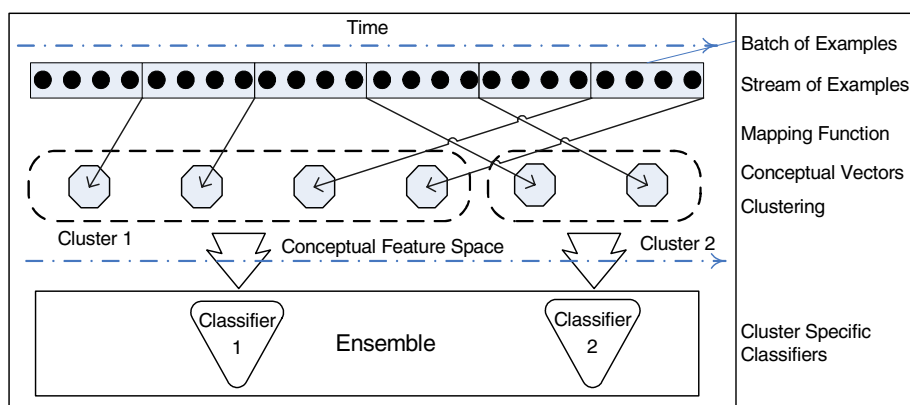 Time
Batch of Examples
Stream of Examples
Mapping Function
Conceptual Vectors
Clustering
Cluster 1
Conceptual Feature Space
Cluster 2
Classifier
1
Ensemble
Classifier
2
Cluster Specific
Classifiers